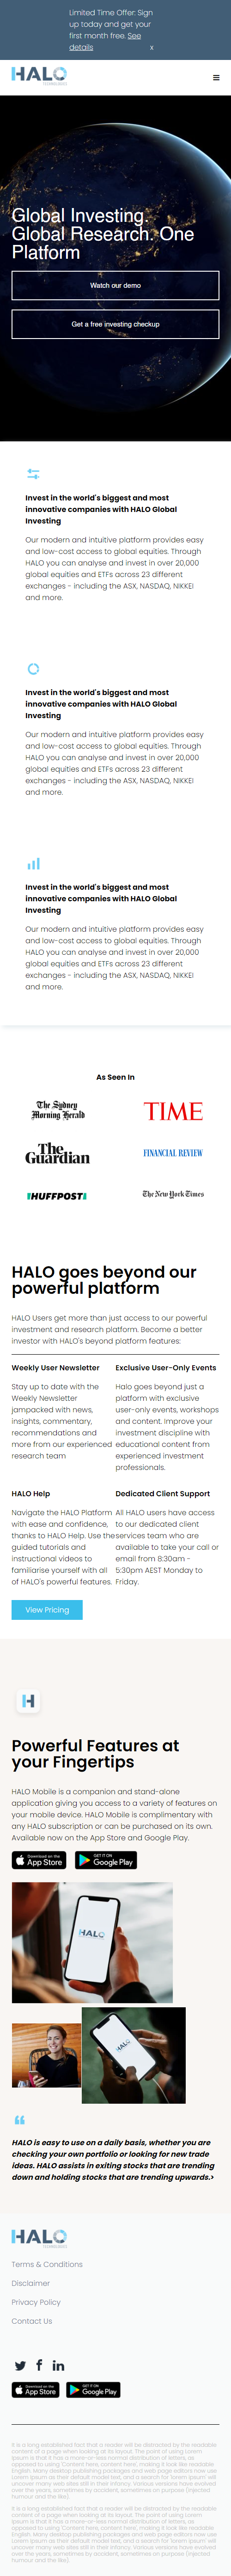 Limited Time Offer: Sign
up today and get your
first month free. See
details
x
HALO
TECHNOLOGIES
Global Investing.
Global Research. One
Platform
Watch our demo
Get a free investing checkup
Invest in the world's biggest and most
innovative companies with HALO Global
Investing
Our modern and intuitive platform provides easy
and low-cost access to global equities. Through
HALO you can analyse and invest in over 20,000
global equities and ETFs across 23 different
exchanges - including the ASX, NASDAQ, NIKKEI
and more.
Invest in the world's biggest and most
innovative companies with HALO Global
Investing
Our modern and intuitive platform provides easy
and low-cost access to global equities. Through
HALO you can analyse and invest in over 20,000
global equities and ETFs across 23 different
exchanges - including the ASX, NASDAQ, NIKKEI
and more.
Invest in the world's biggest and most
innovative companies with HALO Global
Investing
Our modern and intuitive platform provides easy
and low-cost access to global equities. Through
HALO you can analyse and invest in over 20,000
global equities and ETFs across 23 different
exchanges - including the ASX, NASDAQ, NIKKEI
and more.
As Seen In
The Sydney
Morning Herald
TIME
The
Guardian
FINANCIAL REVIEW
HUFFPOST
The New York Times
HALO goes beyond our
powerful platform
HALO Users get more than just access to our powerful
investment and research platform. Become a better
investor with HALO's beyond platform features:
Weekly User Newsletter
Stay up to date with the
Weekly Newsletter
jampacked with news,
insights, commentary,
recommendations and
more from our experienced
research team
Exclusive User-Only Events
Halo goes beyond just a
platform with exclusive
user-only events, workshops
and content. Improve your
investment discipline with
educational content from
experienced investment
professionals.
HALO Help
Navigate the HALO Platform
with ease and confidence,
thanks to HALO Help. Use the
guided tutorials and
instructional videos to
familiarise yourself with all
of HALO's powerful features.
Dedicated Client Support
All HALO users have access
to our dedicated client
services team who are
available to take your call or
email from 8:30am -
5:30pm AEST Monday to
Friday.
View Pricing
H
Powerful Features at
your Fingertips
HALO Mobile is a companion and stand-alone
application giving you access to a variety of features on
your mobile device. HALO Mobile is complimentary with
any HALO subscription or can be purchased on its own.
Available now on the App Store and Google Play.
Download on the
App Store
GET IT ON
Google Play
HALO
HALO
HALO is easy to use on a daily basis, whether you are
checking your own portfolio or looking for new trade
ideas. HALO assists in exiting stocks that are trending
down and holding stocks that are trending upwards.>
HALO
TECHNOLOGIES
Terms & Conditions
Disclaimer
Privacy Policy
Contact Us
Download on the
App Store
GET IT ON
Google Play
It is a long established fact that a reader will be distracted by the readable
content of a page when looking at its layout. The point of using Lorem
Ipsum is that it has a more-or-less normal distribution of letters, as
opposed to using 'Content here, content here', making it look like readable
English. Many desktop publishing packages and web page editors now use
Lorem Ipsum as their default model text, and a search for 'lorem ipsum' will
uncover many web sites still in their infancy. Various versions have evolved
over the years, sometimes by accident, sometimes on purpose (injected
humour and the like).
It is a long established fact that a reader will be distracted by the readable
content of a page when looking at its layout. The point of using Lorem
Ipsum is that it has a more-or-less normal distribution of letters, as
opposed to using 'Content here, content here', making it look like readable
English. Many desktop publishing packages and web page editors now use
Lorem Ipsum as their default model text, and a search for 'lorem ipsum' will
uncover many web sites still in their infancy. Various versions have evolved
over the years, sometimes by accident, sometimes on purpose (injected
humour and the like).